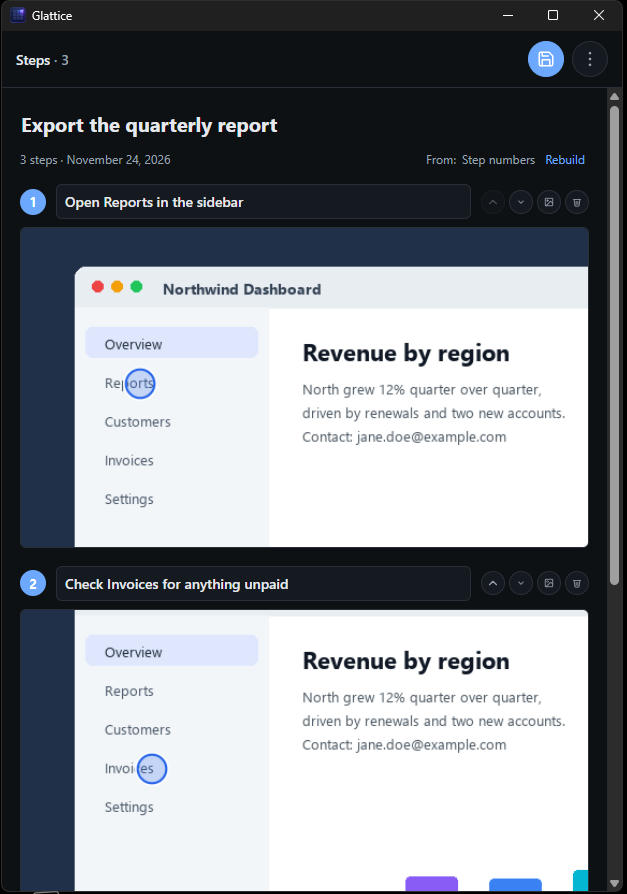 Glattice
Steps · 3
Export the quarterly report
3 steps · November 24, 2026
From: Step numbers Rebuild
1 Open Reports in the sidebar
Northwind Dashboard
Overview
Reports
Customers
Invoices
Settings
Revenue by region
North grew 12% quarter over quarter,
driven by renewals and two new accounts.
Contact: jane.doe@example.com
2 Check Invoices for anything unpaid
Overview
Reports
Customers
Invoices
Settings
Revenue by region
North grew 12% quarter over quarter,
driven by renewals and two new accounts.
Contact: jane.doe@example.com